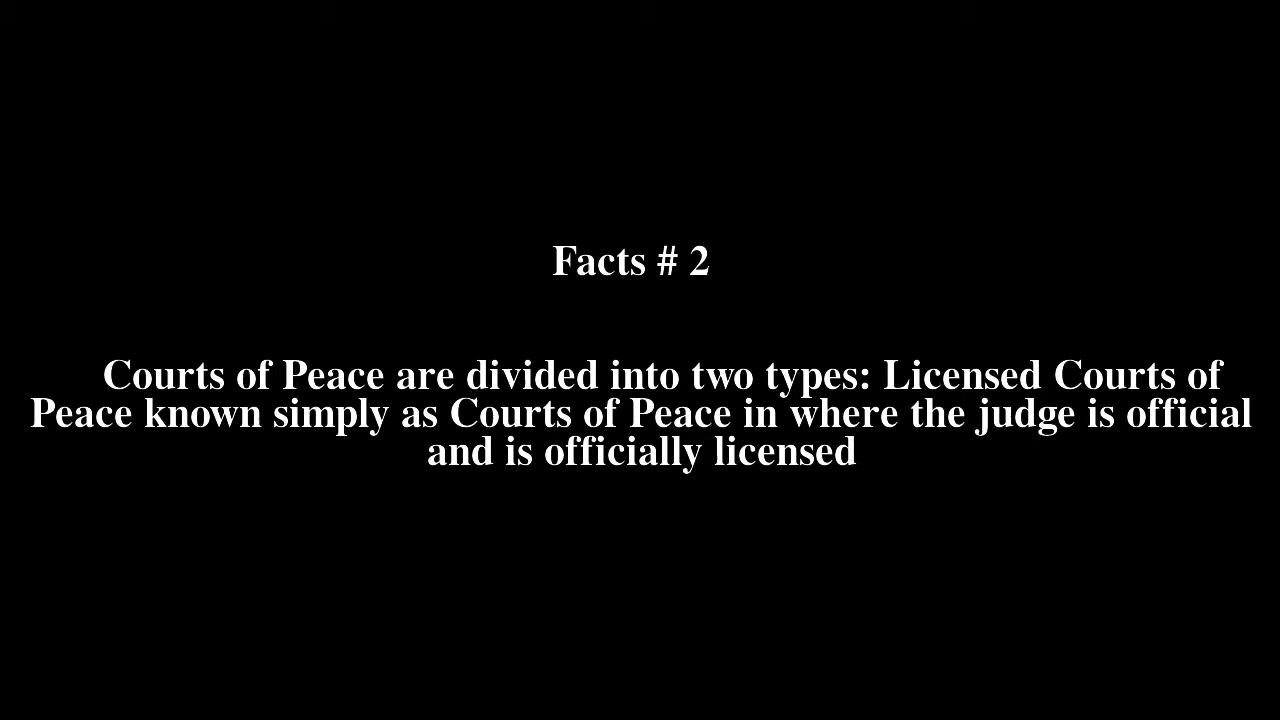 Facts # 2
Courts of Peace are divided into two types: Licensed Courts of
Peace known simply as Courts of Peace in where the judge is official
and is officially licensed